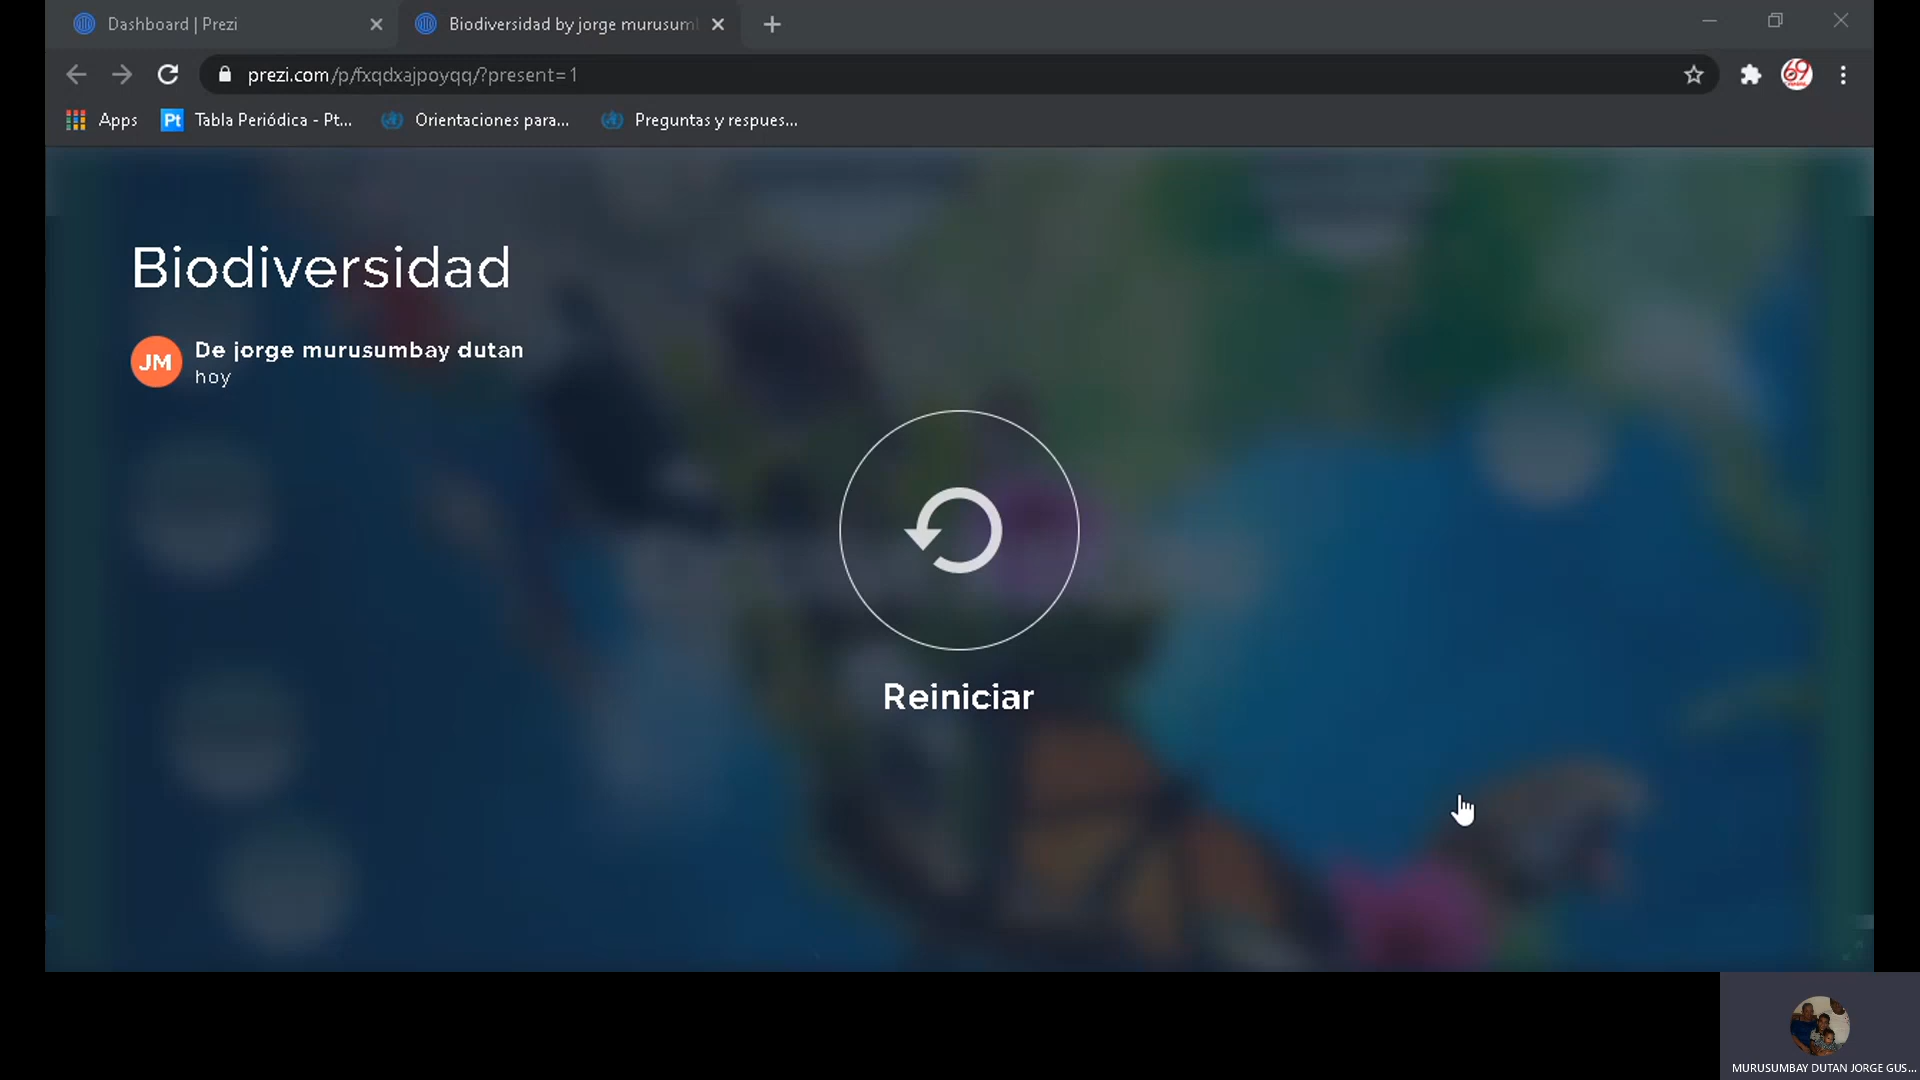 Dashboard | Prezi
Biodiversidad by jorge murusum
prezi.com/p/fxqdxajpoyqq/?present=1
69
Apps
Pt
Tabla Periódica - Pt...
Orientaciones para...
Preguntas y respues...
Biodiversidad
JM
De jorge murusumbay dutan
hoy
Reiniciar
MURUSUMBAY DUTAN JORGE GUS...